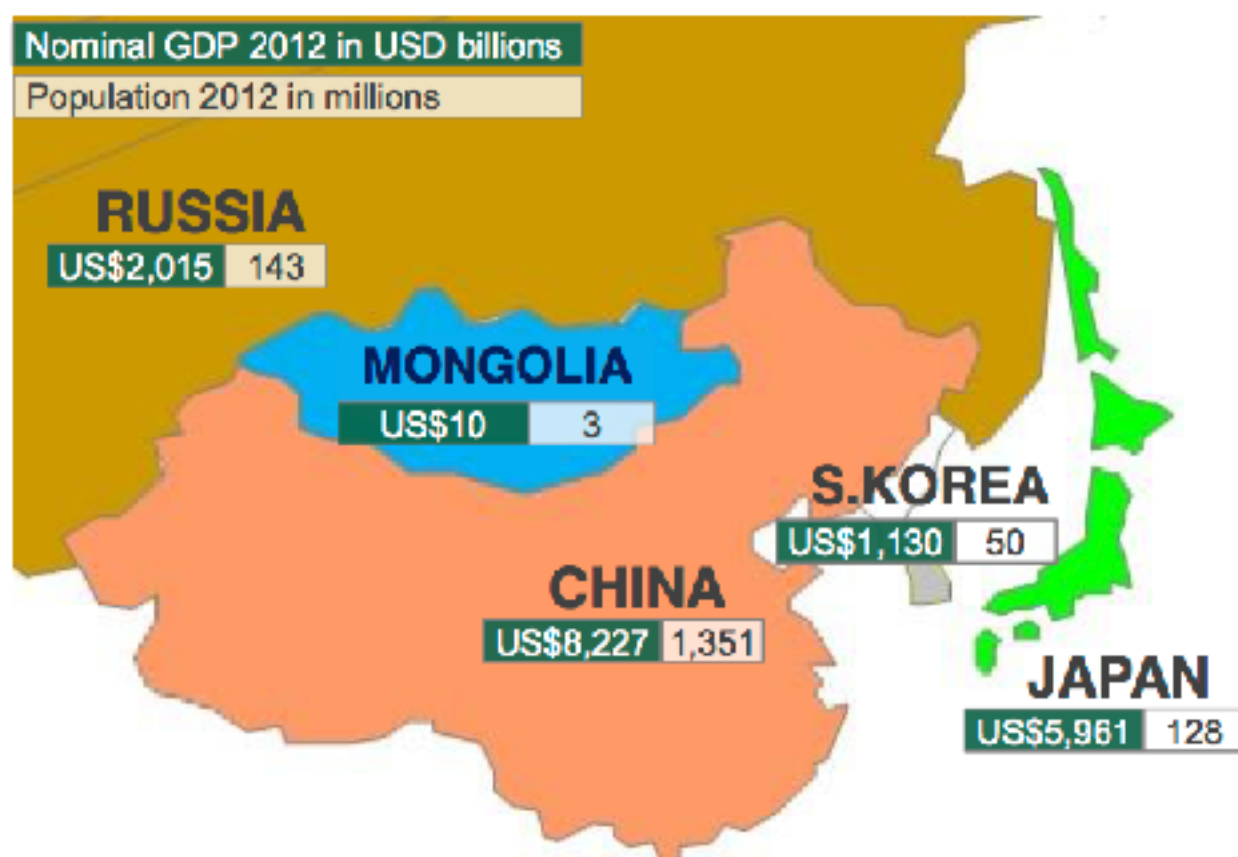 Nominal GDP 2012 in USD billions
Population 2012 in millions
RUSSIA
US$2,015 143
MONGOLIA
US$10 3
S.KOREA
US$1,130 50
CHINA
US$8,227 1,351
JAPAN
US$5,961 128